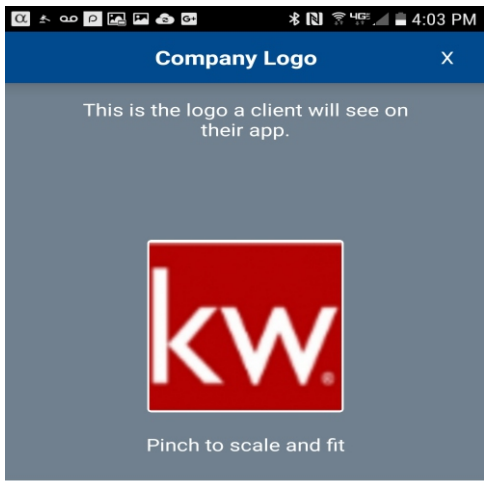 α P G+ 4GE 4:03 PM
Company Logo X
This is the logo a client will see on
their app.
kw®
Pinch to scale and fit